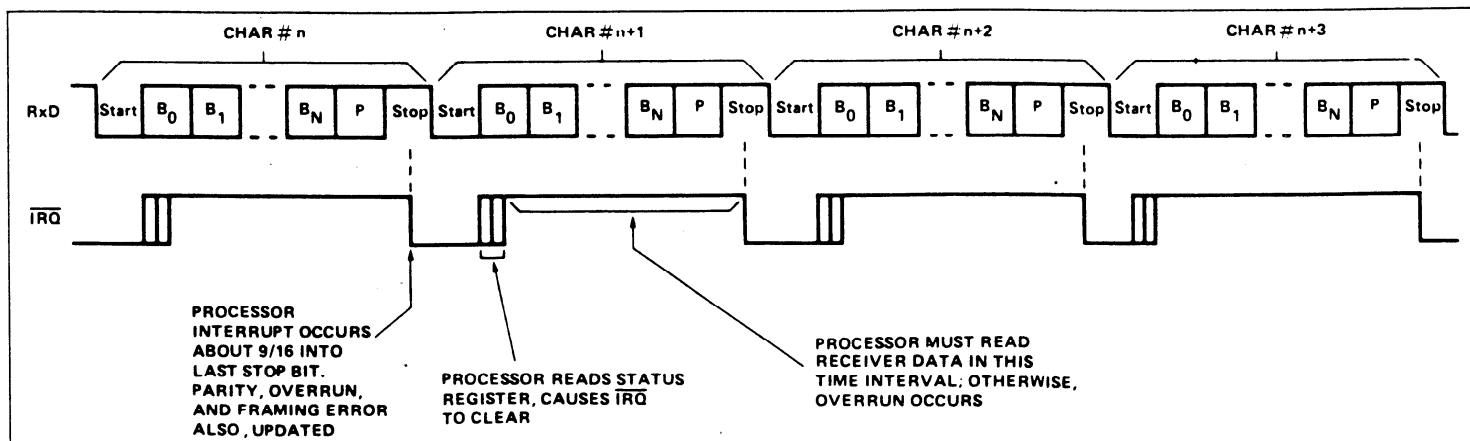 CHAR # n CHAR # n+1 CHAR # n+2 CHAR # n+3
RxD Start B0 B1 BN P Stop Start B0 B1 BN P Stop Start B0 B1 BN P Stop Start B0 B1 BN P Stop
IRQ
PROCESSOR
INTERRUPT OCCURS
ABOUT 9/16 INTO
LAST STOP BIT.
PARITY, OVERRUN,
AND FRAMING ERROR
ALSO, UPDATED
PROCESSOR READS STATUS
REGISTER, CAUSES IRQ
TO CLEAR
PROCESSOR MUST READ
RECEIVER DATA IN THIS
TIME INTERVAL; OTHERWISE,
OVERRUN OCCURS